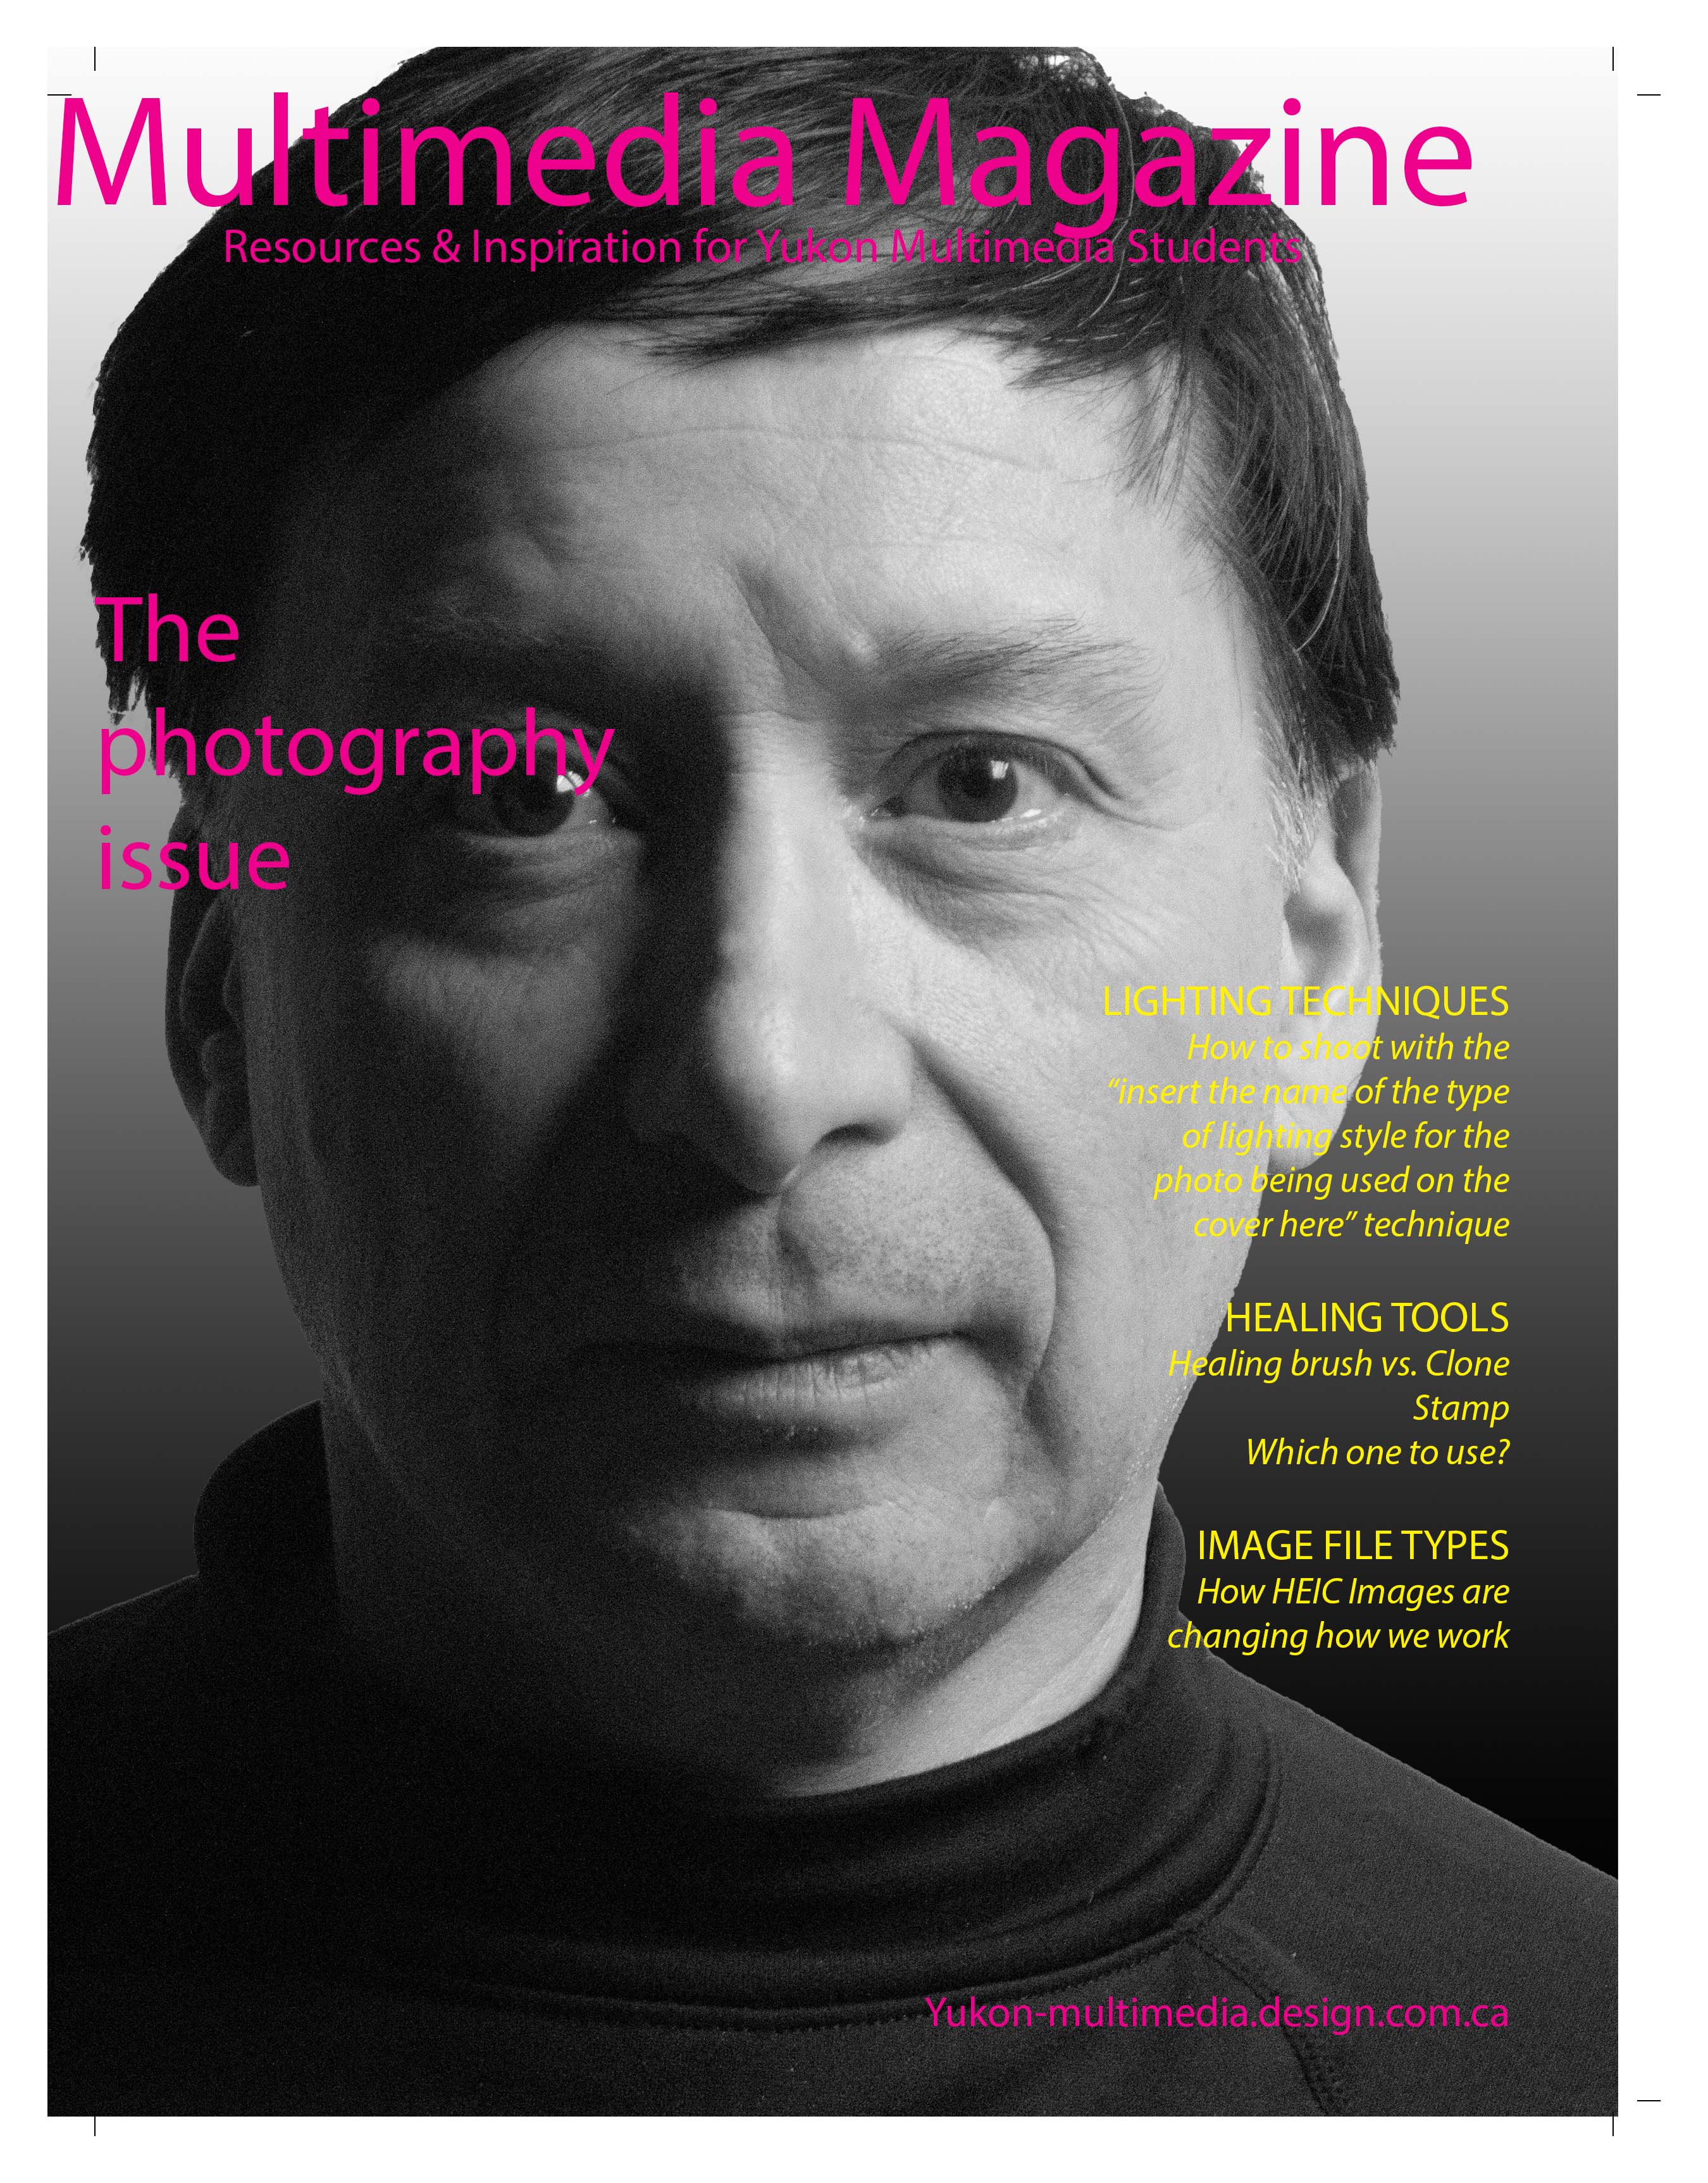 Multimedia Magazine
Resources & Inspiration for Yukon Multimedia Students
The
photography
issue
LIGHTING TECHNIQUES
How to shoot with the
“insert the name of the type
of lighting style for the
photo being used on the
cover here” technique
HEALING TOOLS
Healing brush vs. Clone
Stamp
Which one to use?
IMAGE FILE TYPES
How HEIC Images are
changing how we work
Yukon-multimedia.design.com.ca